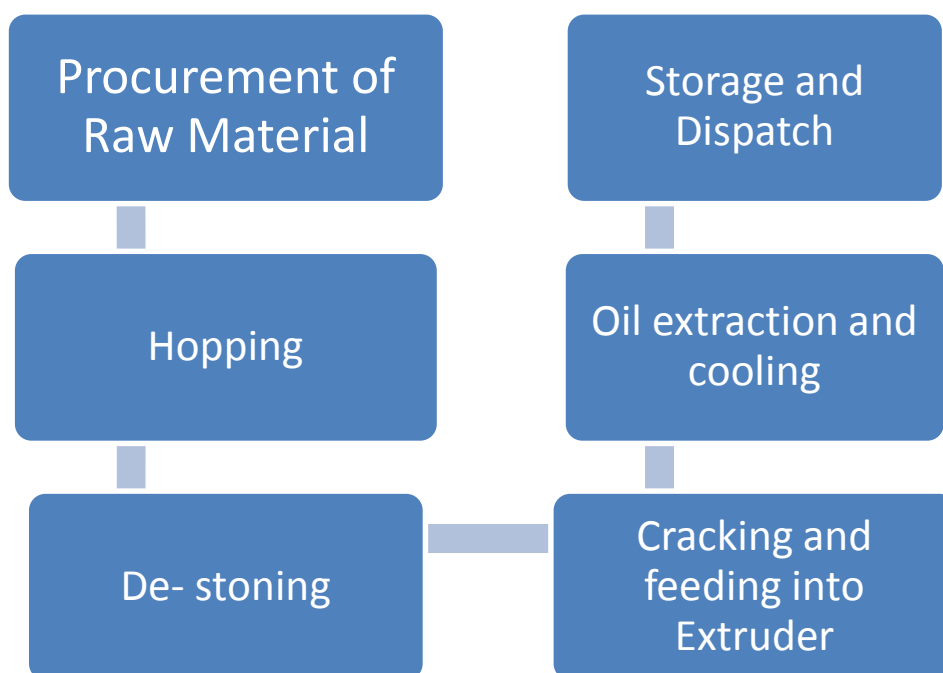 Procurement of
Raw Material
Hopping
De- stoning
Cracking and
feeding into
Extruder
Oil extraction and
cooling
Storage and
Dispatch